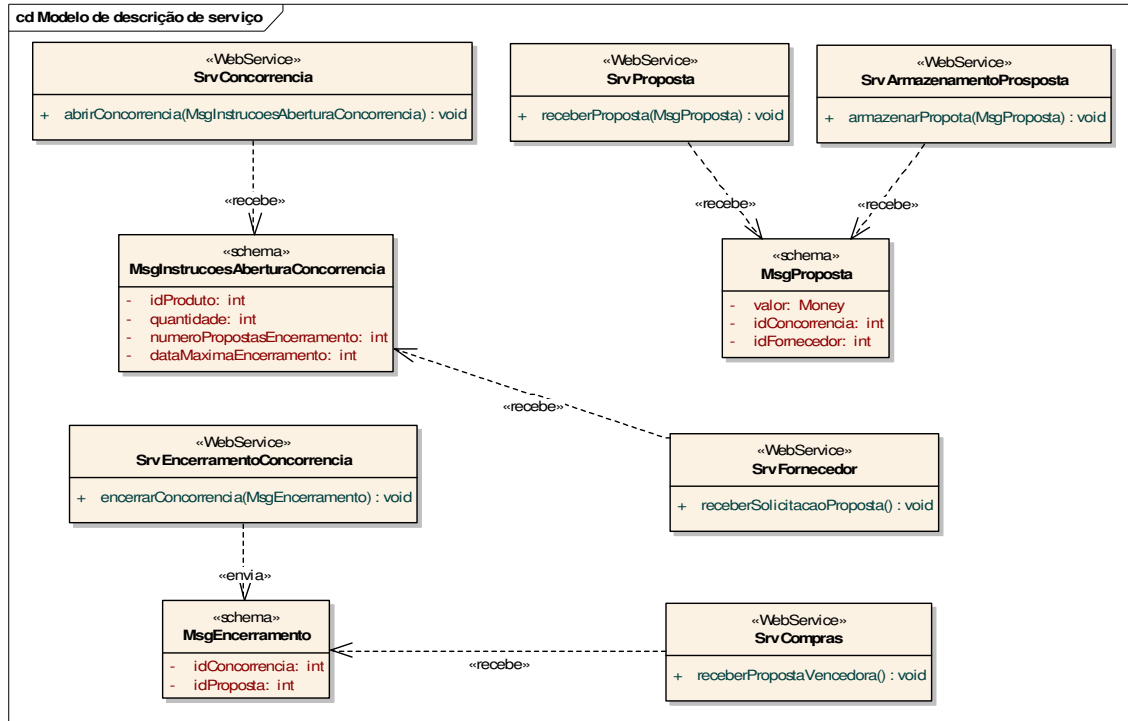 cd Modelo de descrição de serviço
«WebService»
SrvConcorrencia
+ abrirConcorrencia(MsgInstrucoesAberturaConcorrencia) : void
«WebService»
SrvProposta
+ receberProposta(MsgProposta) : void
«WebService»
SrvArmazenamentoProsposta
+ armazenarPropota(MsgProposta) : void
«recebe»
«recebe»
«recebe»
«schema»
MsgInstrucoesAberturaConcorrencia
- idProduto: int
- quantidade: int
- numeroPropostasEncerramento: int
- dataMaximaEncerramento: int
«schema»
MsgProposta
- valor: Money
- idConcorrencia: int
- idFornecedor: int
«recebe»
«WebService»
SrvEncerramentoConcorrencia
+ encerrarConcorrencia(MsgEncerramento) : void
«WebService»
SrvFornecedor
+ receberSolicitacaoProposta() : void
«envia»
«schema»
MsgEncerramento
- idConcorrencia: int
- idProposta: int
«recebe»
«WebService»
SrvCompras
+ receberPropostaVencedora() : void